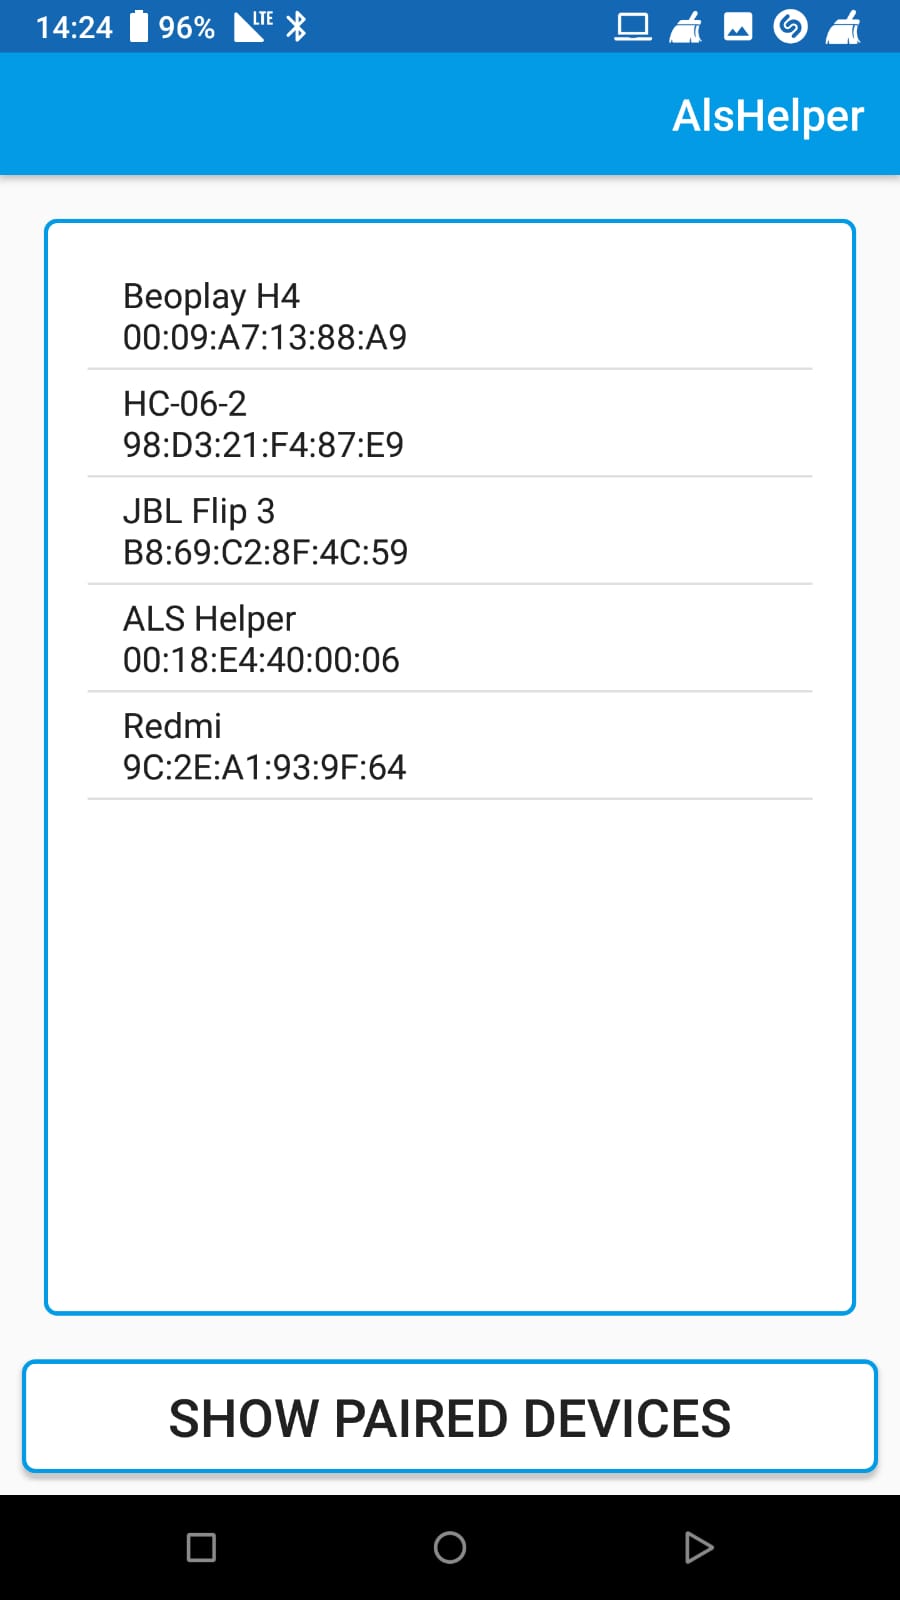 14:24 96% LTE
AlsHelper
Beoplay H4
00:09:A7:13:88:A9
HC-06-2
98:D3:21:F4:87:E9
JBL Flip 3
B8:69:C2:8F:4C:59
ALS Helper
00:18:E4:40:00:06
Redmi
9C:2E:A1:93:9F:64
SHOW PAIRED DEVICES